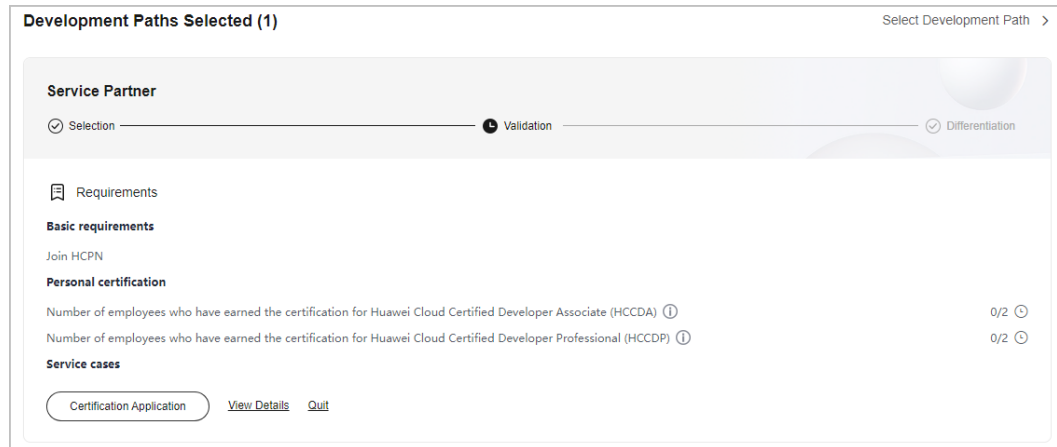 Development Paths Selected (1)
Select Development Path >
Service Partner
Selection
Validation
Differentiation
Requirements
Basic requirements
Join HCPN
Personal certification
Number of employees who have earned the certification for Huawei Cloud Certified Developer Associate (HCCDA) 0/2
Number of employees who have earned the certification for Huawei Cloud Certified Developer Professional (HCCDP) 0/2
Service cases
Certification Application View Details Quit